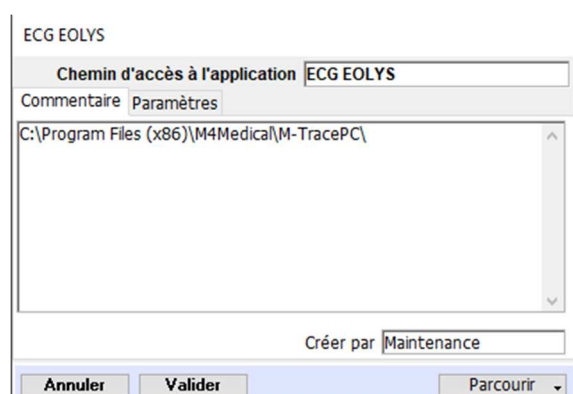 ECG EOLYS
Chemin d'accès à l'application ECG EOLYS
Commentaire Paramètres
C:\Program Files (x86)\M4Medical\M-TracePC\
Créer par Maintenance
Annuler Valider Parcourir